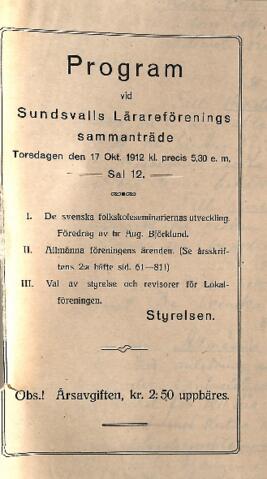 Program
vid
Sundsvalls Lärareförenings
sammanträde
Torsdagen den 17 Okt. 1912 kl. precis 5,30 e. m.
Sal 12.
I. De svenska folkskoleseminariernas utveckling.
Föredrag av hr Aug. Björklund.
II. Allmänna föreningens ärenden. (Se årsskrif-
tens 2:a häfte sid. 61—81!)
III. Val av styrelse och revisorer för Lokal-
föreningen.
Styrelsen.
Obs.! Årsavgiften, kr. 2:50 uppbäres.